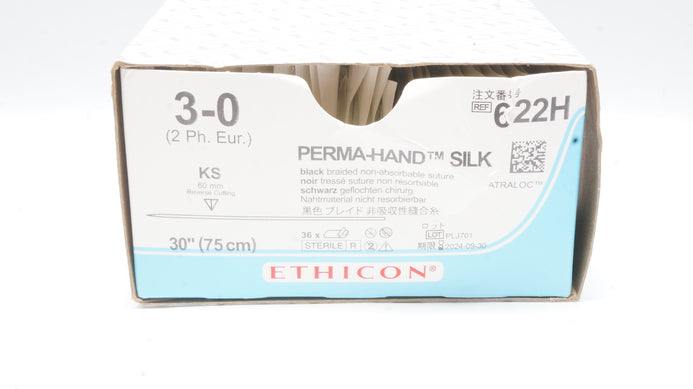 3-0
(2 Ph. Eur.)
KS
60 mm
Reverse Cutting
30" (75 cm)
注文番号
REF 622H
PERMA-HAND™ SILK
black braided non-absorbable suture
noir tressé suture non resorbable
schwarz geflochten chirurg
Nahtmaterial nicht resorbierbar
黒色 ブレイド 非吸収性縫合糸
ATRALOC™
36 x
STERILE R
2
ロット
LOT PLJ701
期限 2024-09-30
ETHICON®